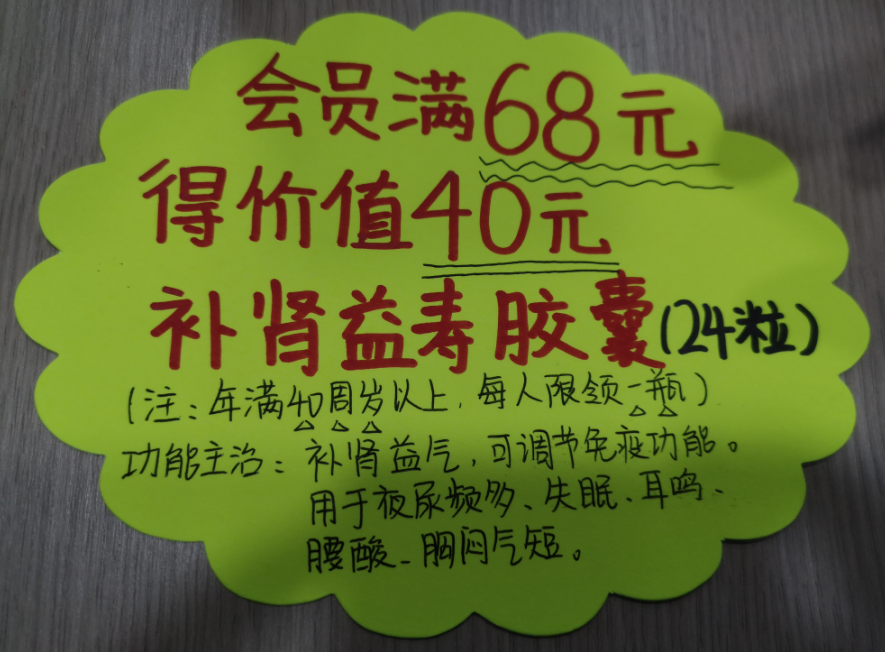 会员满68元
得价值40元
补肾益寿胶囊(24粒)
(注：年满40周岁以上，每人限领一瓶)
功能主治：补肾益气，可调节免疫功能。
用于夜尿频多、失眠、耳鸣、
腰酸、胸闷气短。